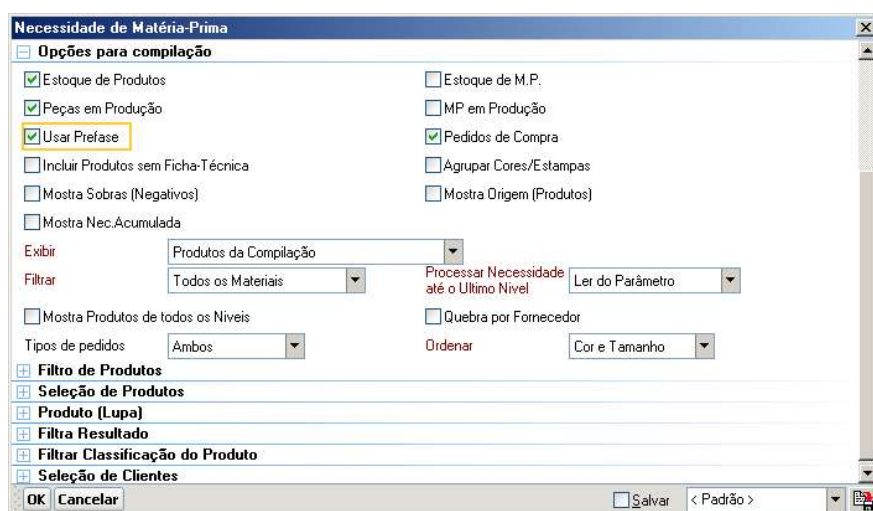 Necessidade de Matéria-Prima
Opções para compilação
Estoque de Produtos
Estoque de M.P.
Peças em Produção
MP em Produção
Usar Prefase
Pedidos de Compra
Incluir Produtos sem Ficha-Técnica
Agrupar Cores/Estampas
Mostra Sobras (Negativos)
Mostra Origem (Produtos)
Mostra Nec.Acumulada
Exibir Produtos da Compilação
Filtrar Todos os Materiais
Processar Necessidade
até o Ultimo Nivel
Ler do Parâmetro
Mostra Produtos de todos os Niveis
Quebra por Fornecedor
Tipos de pedidos Ambos
Ordenar Cor e Tamanho
Filtro de Produtos
Seleção de Produtos
Produto (Lupa)
Filtra Resultado
Filtrar Classificação do Produto
Seleção de Clientes
OK Cancelar Salvar < Padrão >